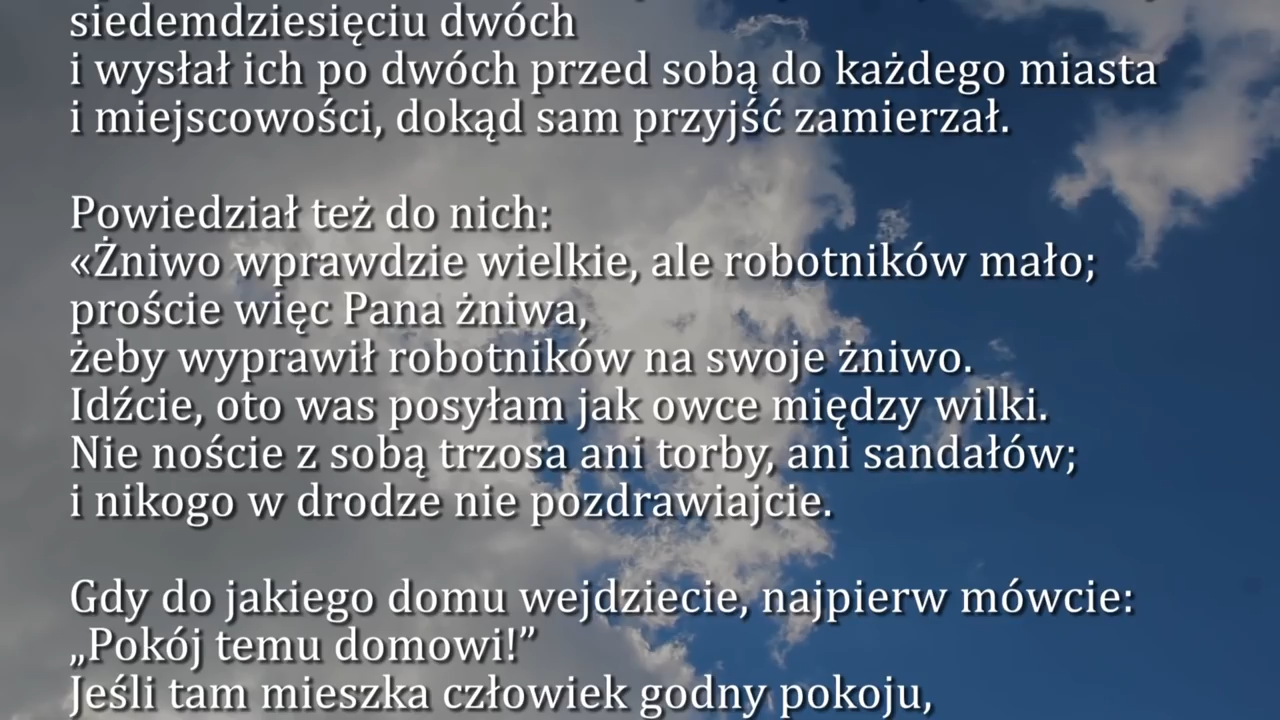 siedemdziesięciu dwóch
i wysłał ich po dwóch przed sobą do każdego miasta
i miejscowości, dokąd sam przyjść zamierzał.
Powiedział też do nich:
«Żniwo wprawdzie wielkie, ale robotników mało;
proście więc Pana żniwa,
żeby wyprawił robotników na swoje żniwo.
Idźcie, oto was posyłam jak owce między wilki.
Nie noście z sobą trzosa ani torby, ani sandałów;
i nikogo w drodze nie pozdrawiajcie.
Gdy do jakiego domu wejdziecie, najpierw mówcie:
„Pokój temu domowi!”
Jeśli tam mieszka człowiek godny pokoju,